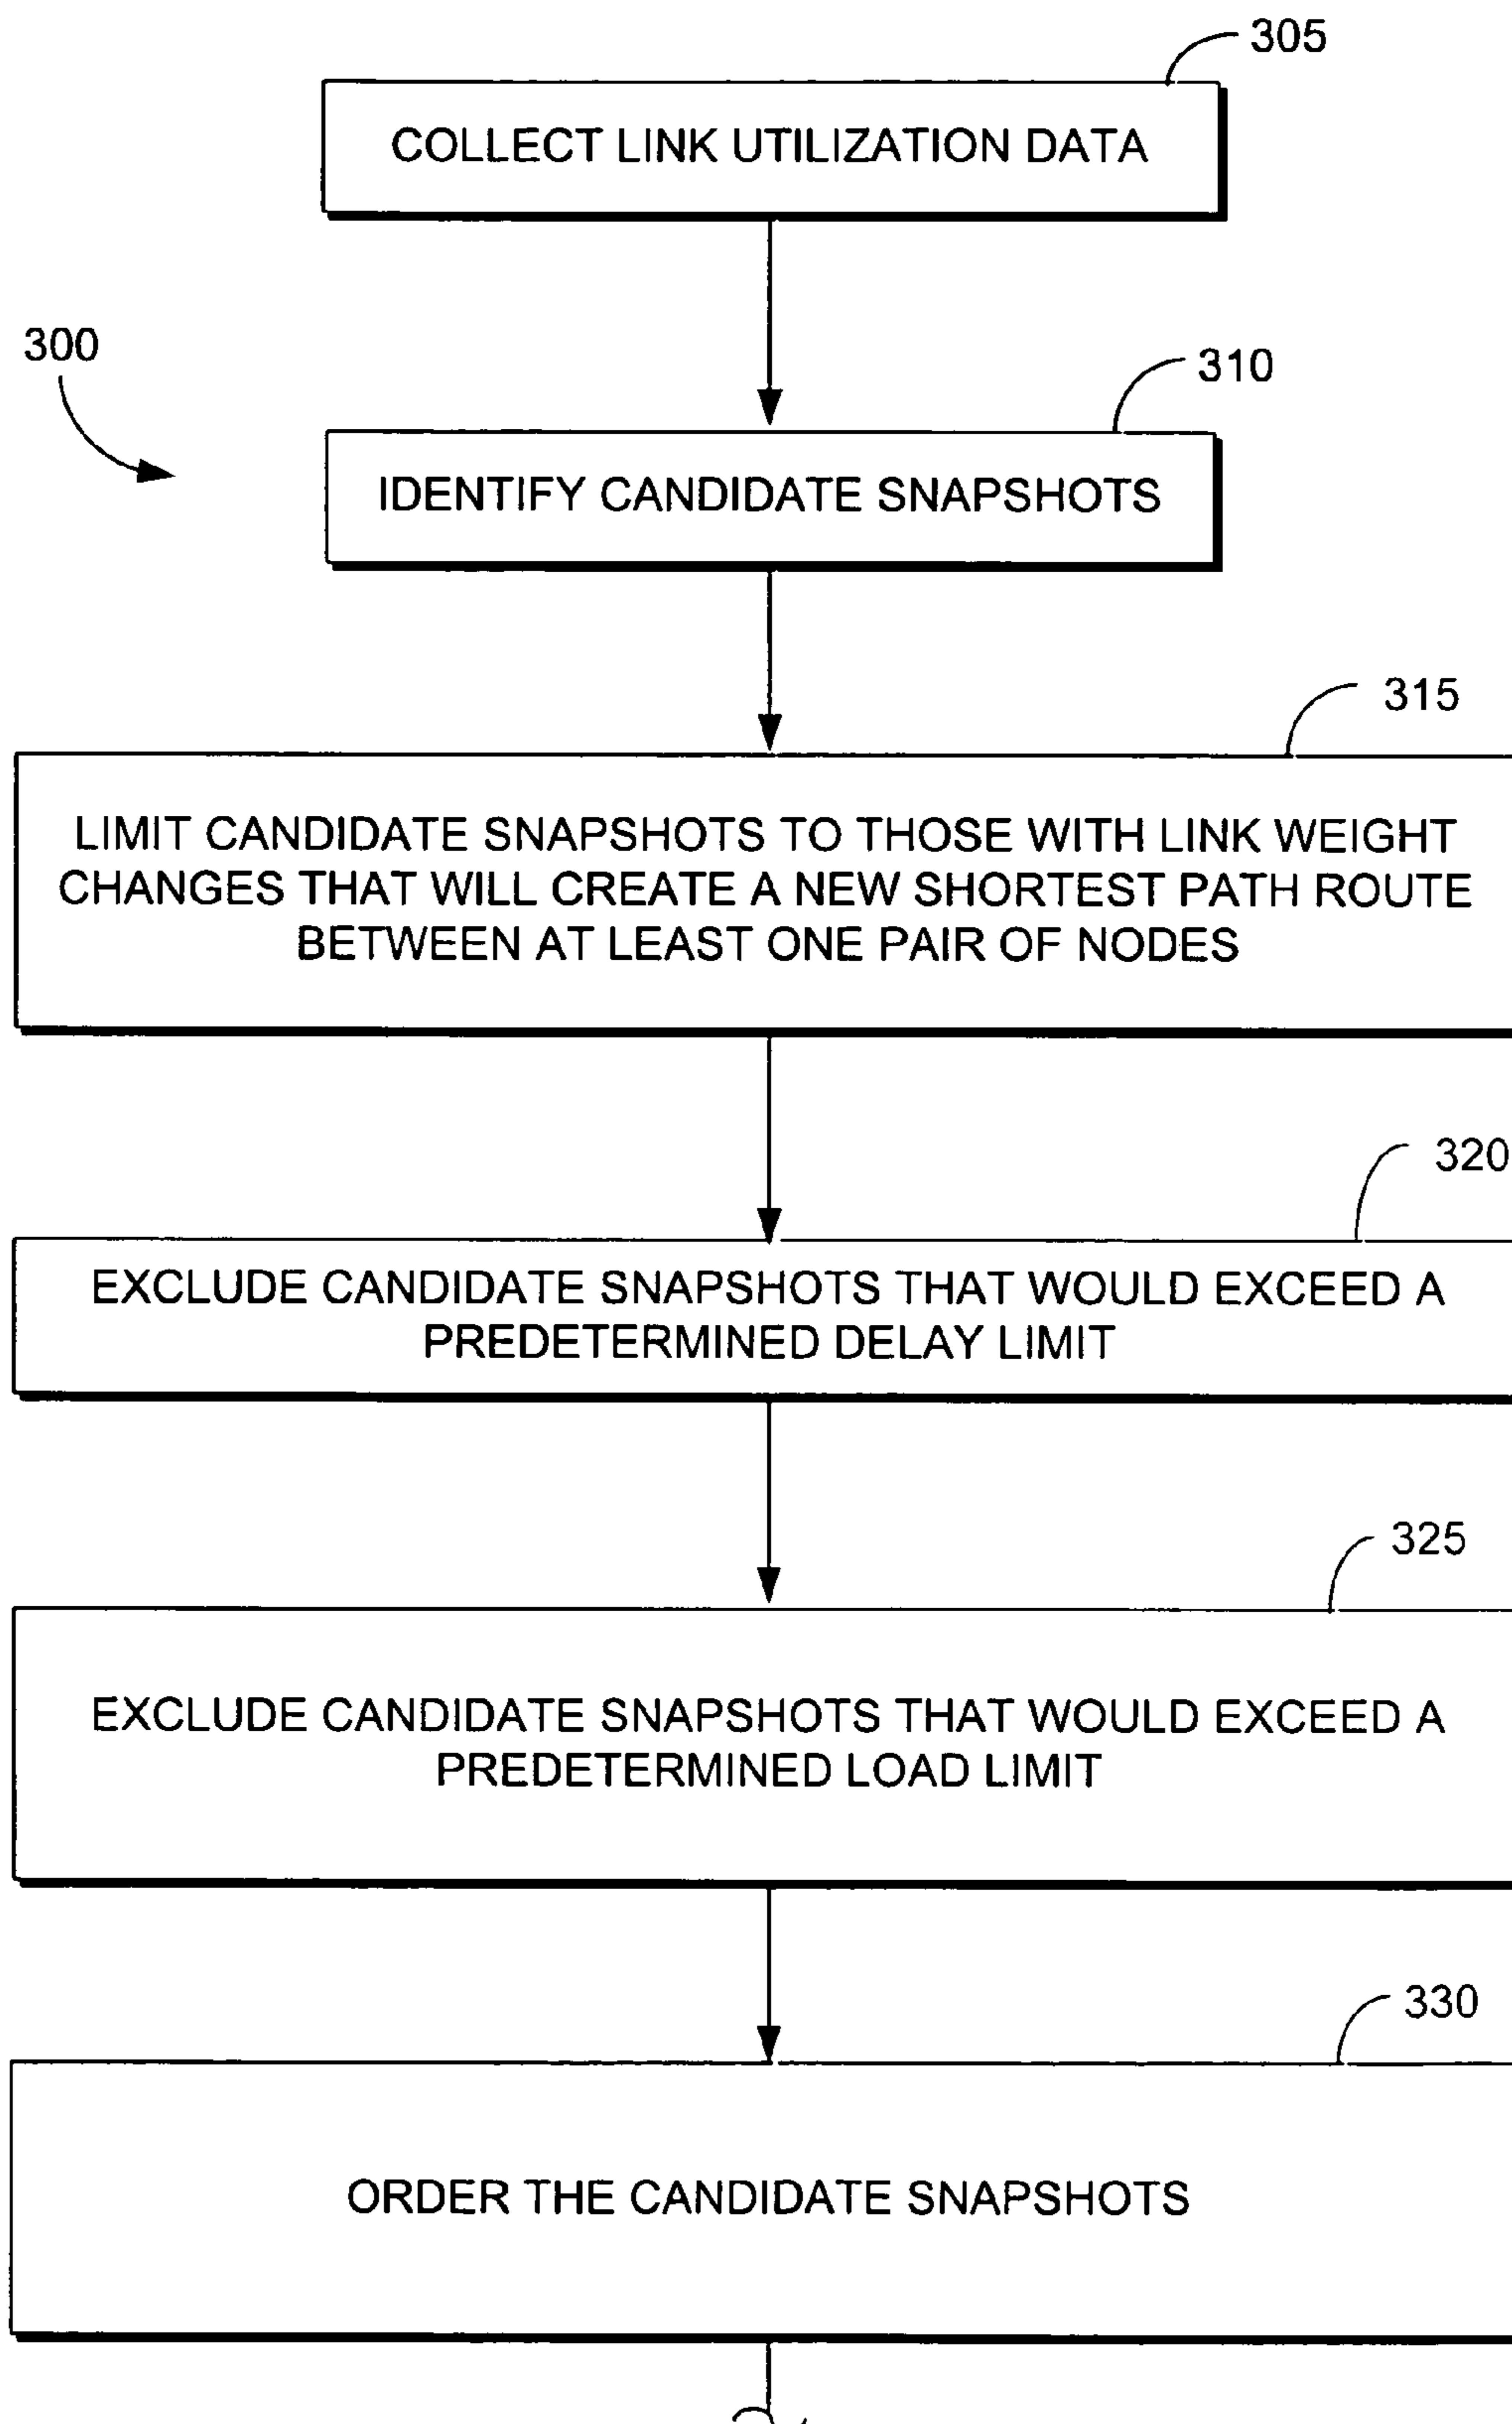 305
COLLECT LINK UTILIZATION DATA
300
310
IDENTIFY CANDIDATE SNAPSHOTS
315
LIMIT CANDIDATE SNAPSHOTS TO THOSE WITH LINK WEIGHT
CHANGES THAT WILL CREATE A NEW SHORTEST PATH ROUTE
BETWEEN AT LEAST ONE PAIR OF NODES
320
EXCLUDE CANDIDATE SNAPSHOTS THAT WOULD EXCEED A
PREDETERMINED DELAY LIMIT
325
EXCLUDE CANDIDATE SNAPSHOTS THAT WOULD EXCEED A
PREDETERMINED LOAD LIMIT
330
ORDER THE CANDIDATE SNAPSHOTS